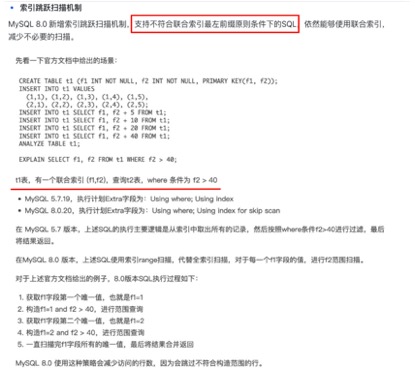 • 索引跳跃扫描机制
MySQL 8.0 新增索引跳跃扫描机制，支持不符合联合索引最左前缀原则条件下的SQL，依然能够使用联合索引，
减少不必要的扫描。
先看一下官方文档中给出的场景：
CREATE TABLE t1 (f1 INT NOT NULL, f2 INT NOT NULL, PRIMARY KEY(f1, f2));
INSERT INTO t1 VALUES
(1,1), (1,2), (1,3), (1,4), (1,5),
(2,1), (2,2), (2,3), (2,4), (2,5);
INSERT INTO t1 SELECT f1, f2 + 5 FROM t1;
INSERT INTO t1 SELECT f1, f2 + 10 FROM t1;
INSERT INTO t1 SELECT f1, f2 + 20 FROM t1;
INSERT INTO t1 SELECT f1, f2 + 40 FROM t1;
ANALYZE TABLE t1;
EXPLAIN SELECT f1, f2 FROM t1 WHERE f2 > 40;
t1表，有一个联合索引 (f1,f2)，查询t2表，where 条件为 f2 > 40
• MySQL 5.7.19，执行计划Extra字段为：Using where; Using index
• MySQL 8.0.20，执行计划Extra字段为：Using where; Using index for skip scan
在 MySQL 5.7 版本，上述SQL的执行主要逻辑是从索引中取出所有的记录，然后按照where条件f2>40进行过滤，最后
将结果返回。
在MySQL 8.0 版本，上述SQL使用索引range扫描，代替全索引扫描，对于每一个f1字段的值，进行f2范围扫描。
对于上述官方文档给出的例子，8.0版本SQL执行过程如下：
1. 获取f1字段第一个唯一值，也就是f1=1
2. 构造f1=1 and f2 > 40，进行范围查询
3. 获取f1字段第二个唯一值，也就是f1=2
4. 构造f1=2 and f2 > 40，进行范围查询
5. 一直扫描完f1字段所有的唯一值，最后将结果合并返回
MySQL 8.0 使用这种策略会减少访问的行数，因为会跳过不符合构造范围的行。